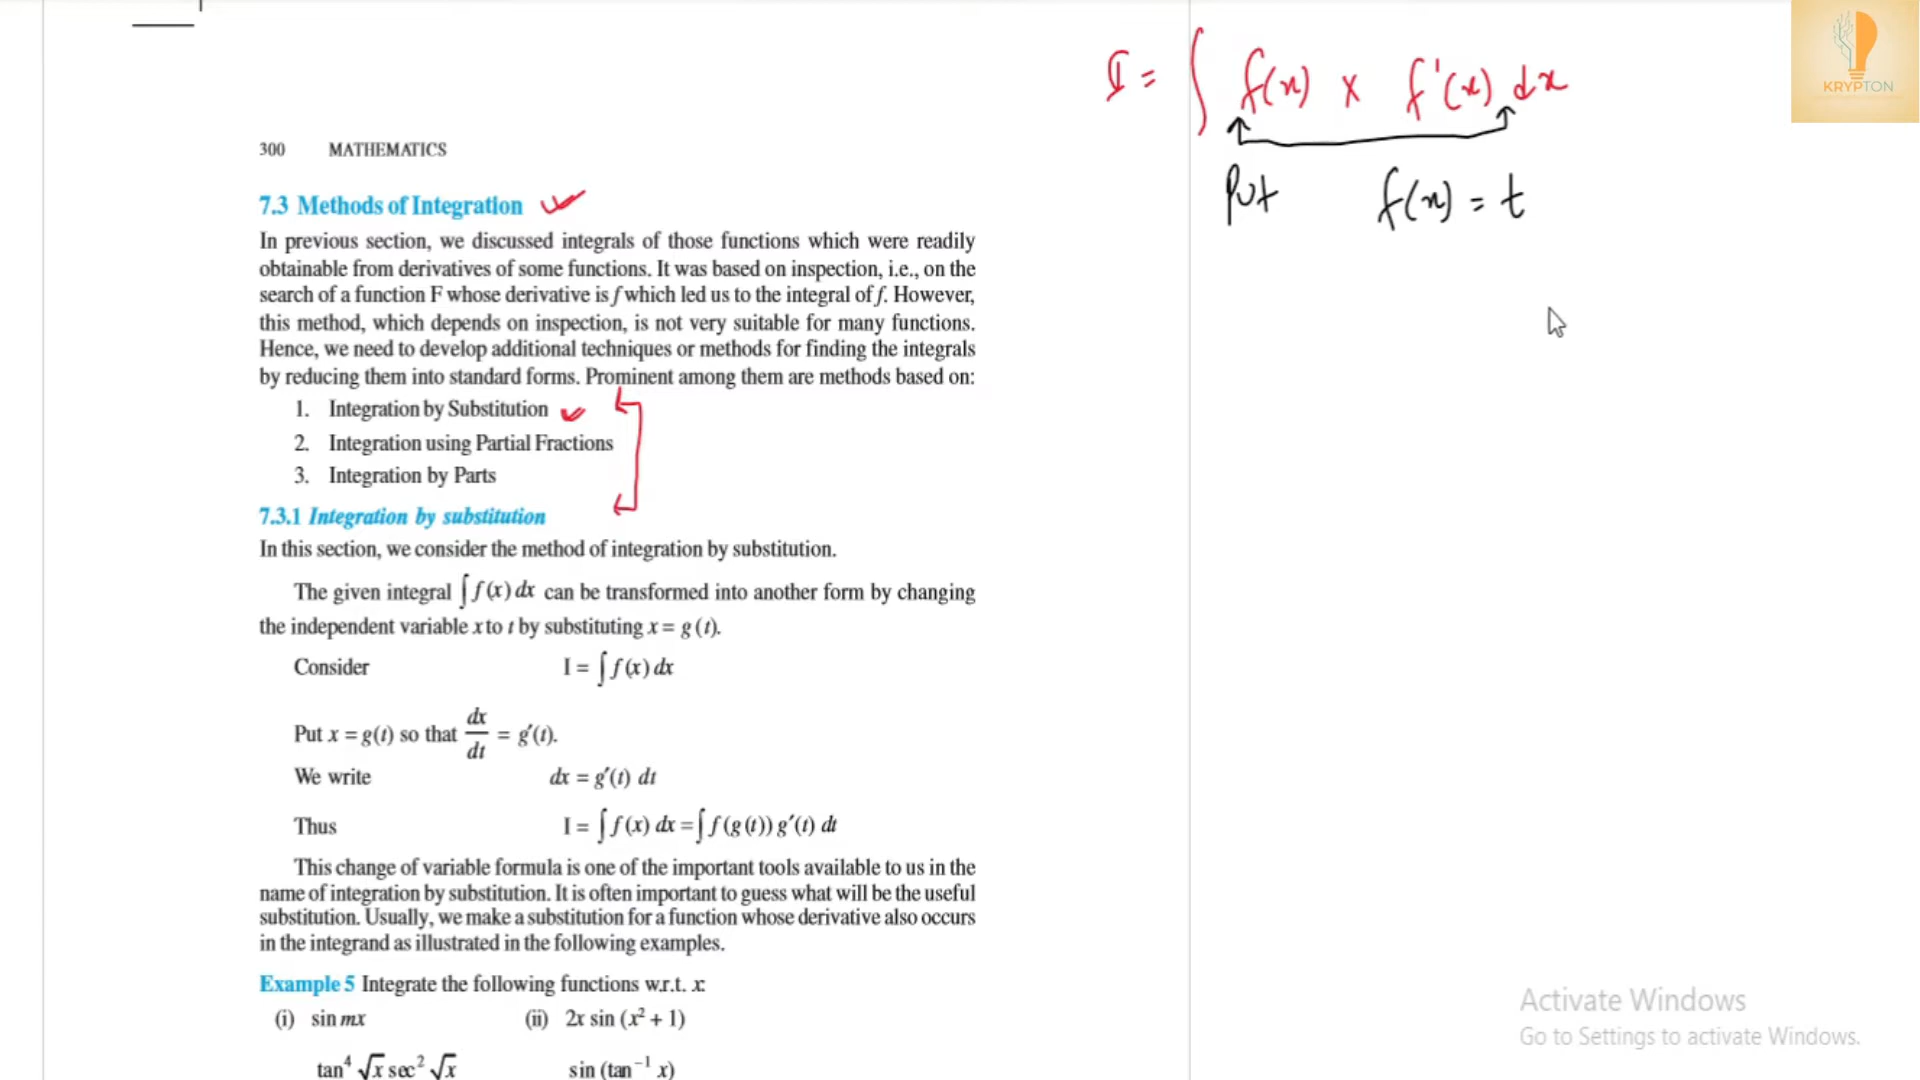 300 MATHEMATICS
7.3 Methods of Integration
In previous section, we discussed integrals of those functions which were readily
obtainable from derivatives of some functions. It was based on inspection, i.e., on the
search of a function F whose derivative is f which led us to the integral of f. However,
this method, which depends on inspection, is not very suitable for many functions.
Hence, we need to develop additional techniques or methods for finding the integrals
by reducing them into standard forms. Prominent among them are methods based on:
1. Integration by Substitution
2. Integration using Partial Fractions
3. Integration by Parts
7.3.1 Integration by substitution
In this section, we consider the method of integration by substitution.
The given integral ∫ f (x) dx can be transformed into another form by changing
the independent variable x to t by substituting x = g (t).
Consider I = ∫ f (x) dx
Put x = g(t) so that dx/dt = g′(t).
We write dx = g′(t) dt
Thus I = ∫ f (x) dx = ∫ f (g (t)) g′(t) dt
This change of variable formula is one of the important tools available to us in the
name of integration by substitution. It is often important to guess what will be the useful
substitution. Usually, we make a substitution for a function whose derivative also occurs
in the integrand as illustrated in the following examples.
Example 5 Integrate the following functions w.r.t. x:
(i) sin mx (ii) 2x sin (x² + 1)
tan⁴ √x sec² √x sin (tan⁻¹ x)
I = ∫ f(x) × f'(x) dx
Put f(x) = t
KRYPTON
Activate Windows
Go to Settings to activate Windows.